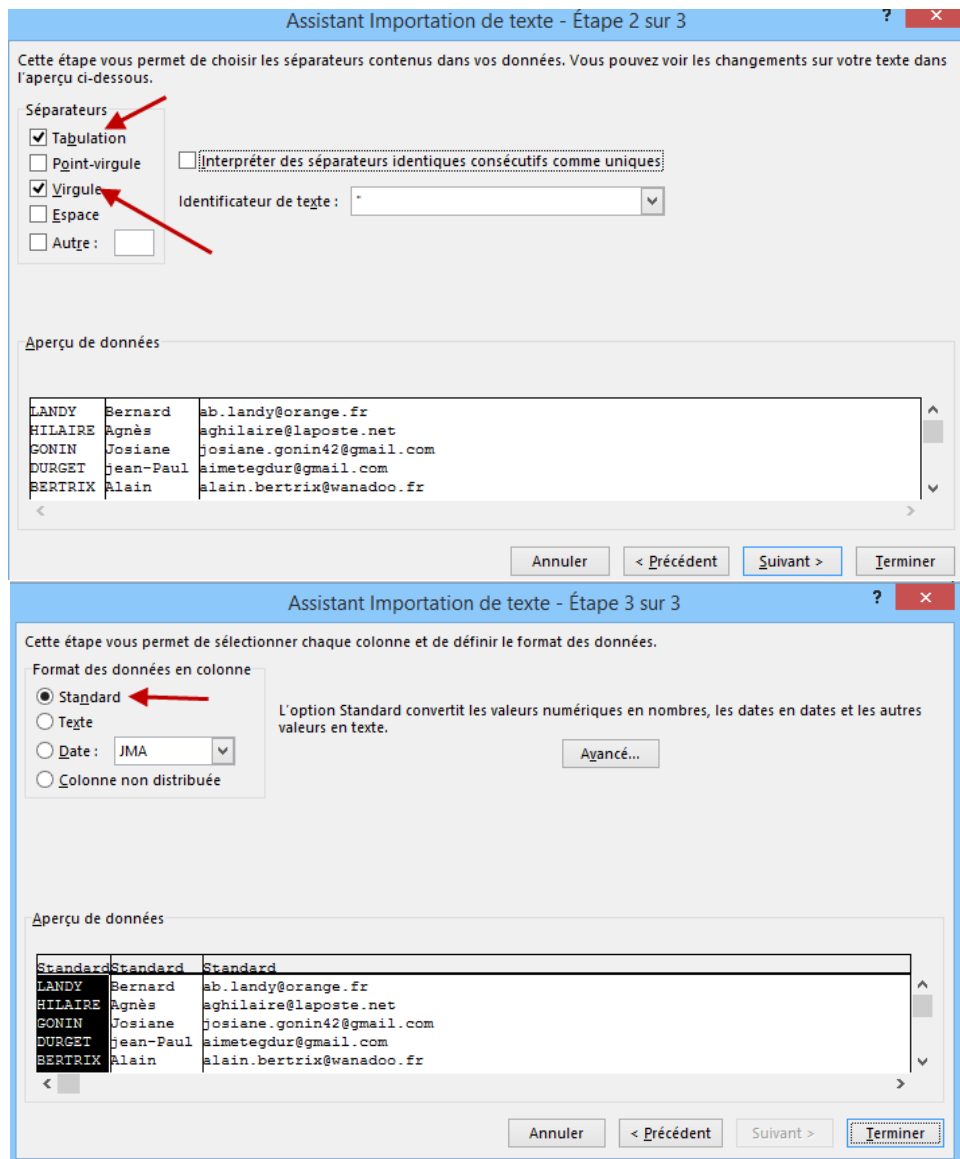 Assistant Importation de texte - Étape 2 sur 3
?
×
Cette étape vous permet de choisir les séparateurs contenus dans vos données. Vous pouvez voir les changements sur votre texte dans
l'aperçu ci-dessous.
Séparateurs
Tabulation
Point-virgule
Interpréter des séparateurs identiques consécutifs comme uniques
Virgule
Identificateur de texte : "
Espace
Autre :
Aperçu de données
LANDY Bernard ab.landy@orange.fr
HILAIRE Agnès aghilaire@laposte.net
GONIN Josiane josiane.gonin42@gmail.com
DURGET jean-Paul aimetegdur@gmail.com
BERTRIX Alain alain.bertrix@wanadoo.fr
Annuler < Précédent Suivant > Terminer
Assistant Importation de texte - Étape 3 sur 3
?
×
Cette étape vous permet de sélectionner chaque colonne et de définir le format des données.
Format des données en colonne
Standard
Texte
Date : JMA
Colonne non distribuée
L'option Standard convertit les valeurs numériques en nombres, les dates en dates et les autres
valeurs en texte.
Avancé...
Aperçu de données
Standard Standard Standard
LANDY Bernard ab.landy@orange.fr
HILAIRE Agnès aghilaire@laposte.net
GONIN Josiane josiane.gonin42@gmail.com
DURGET jean-Paul aimetegdur@gmail.com
BERTRIX Alain alain.bertrix@wanadoo.fr
Annuler < Précédent Suivant > Terminer